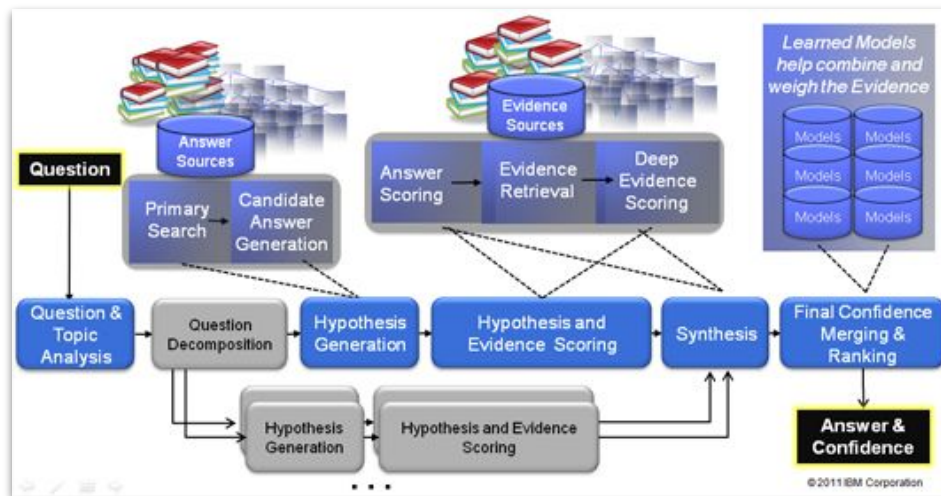 Learned Models
help combine and
weigh the Evidence
Models Models
Models Models
Models Models
Answer
Sources
Evidence
Sources
Question
Primary
Search
Candidate
Answer
Generation
Answer
Scoring
Evidence
Retrieval
Deep
Evidence
Scoring
Question &
Topic
Analysis
Question
Decomposition
Hypothesis
Generation
Hypothesis and
Evidence Scoring
Synthesis
Final Confidence
Merging &
Ranking
Hypothesis
Generation
Hypothesis and Evidence
Scoring
. . .
Answer &
Confidence
© 2011 IBM Corporation